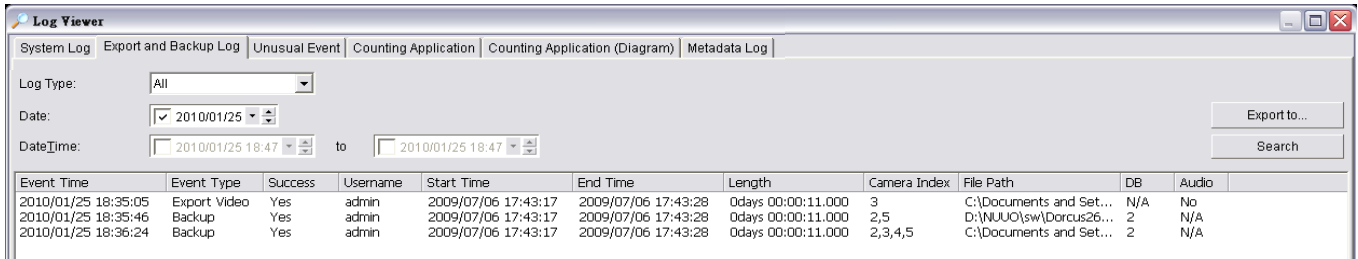 Log Viewer
System Log Export and Backup Log Unusual Event Counting Application Counting Application (Diagram) Metadata Log
Log Type: All
Date: 2010/01/25 Export to...
DateTime: 2010/01/25 18:47 to 2010/01/25 18:47 Search
Event Time Event Type Success Username Start Time End Time Length Camera Index File Path DB Audio
2010/01/25 18:35:05 Export Video Yes admin 2009/07/06 17:43:17 2009/07/06 17:43:28 0days 00:00:11.000 3 C:\Documents and Set... N/A No
2010/01/25 18:35:46 Backup Yes admin 2009/07/06 17:43:17 2009/07/06 17:43:28 0days 00:00:11.000 2,5 D:\NUUO\sw\Dorcus26... 2 N/A
2010/01/25 18:36:24 Backup Yes admin 2009/07/06 17:43:17 2009/07/06 17:43:28 0days 00:00:11.000 2,3,4,5 C:\Documents and Set... 2 N/A